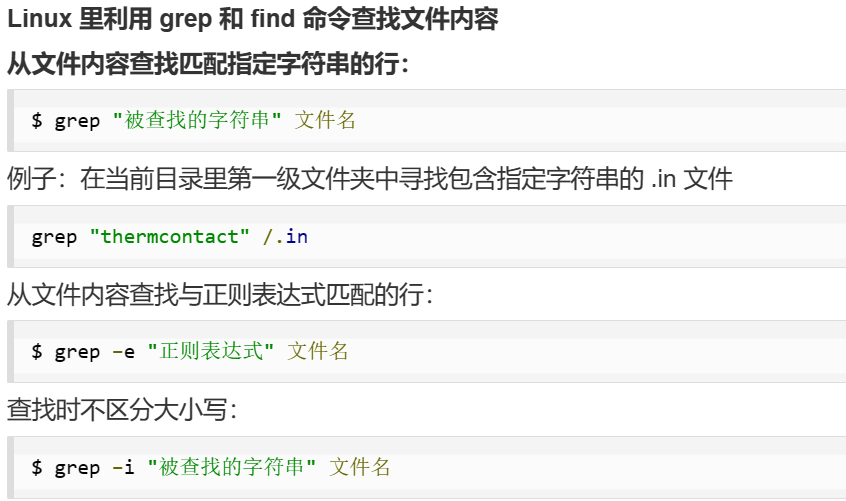 Linux 里利用 grep 和 find 命令查找文件内容
从文件内容查找匹配指定字符串的行：
$ grep "被查找的字符串" 文件名
例子：在当前目录里第一级文件夹中寻找包含指定字符串的 .in 文件
grep "thermcontact" /.in
从文件内容查找与正则表达式匹配的行：
$ grep –e "正则表达式" 文件名
查找时不区分大小写：
$ grep –i "被查找的字符串" 文件名